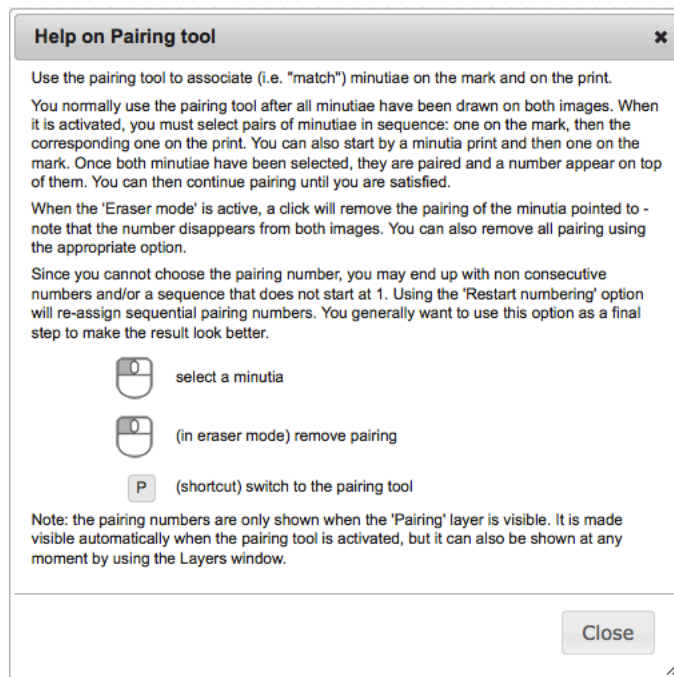 Help on Pairing tool
Use the pairing tool to associate (i.e. "match") minutiae on the mark and on the print.
You normally use the pairing tool after all minutiae have been drawn on both images. When
it is activated, you must select pairs of minutiae in sequence: one on the mark, then the
corresponding one on the print. You can also start by a minutia print and then one on the
mark. Once both minutiae have been selected, they are paired and a number appear on top
of them. You can then continue pairing until you are satisfied.
When the 'Eraser mode' is active, a click will remove the pairing of the minutia pointed to -
note that the number disappears from both images. You can also remove all pairing using
the appropriate option.
Since you cannot choose the pairing number, you may end up with non consecutive
numbers and/or a sequence that does not start at 1. Using the 'Restart numbering' option
will re-assign sequential pairing numbers. You generally want to use this option as a final
step to make the result look better.
select a minutia
(in eraser mode) remove pairing
P (shortcut) switch to the pairing tool
Note: the pairing numbers are only shown when the 'Pairing' layer is visible. It is made
visible automatically when the pairing tool is activated, but it can also be shown at any
moment by using the Layers window.
Close